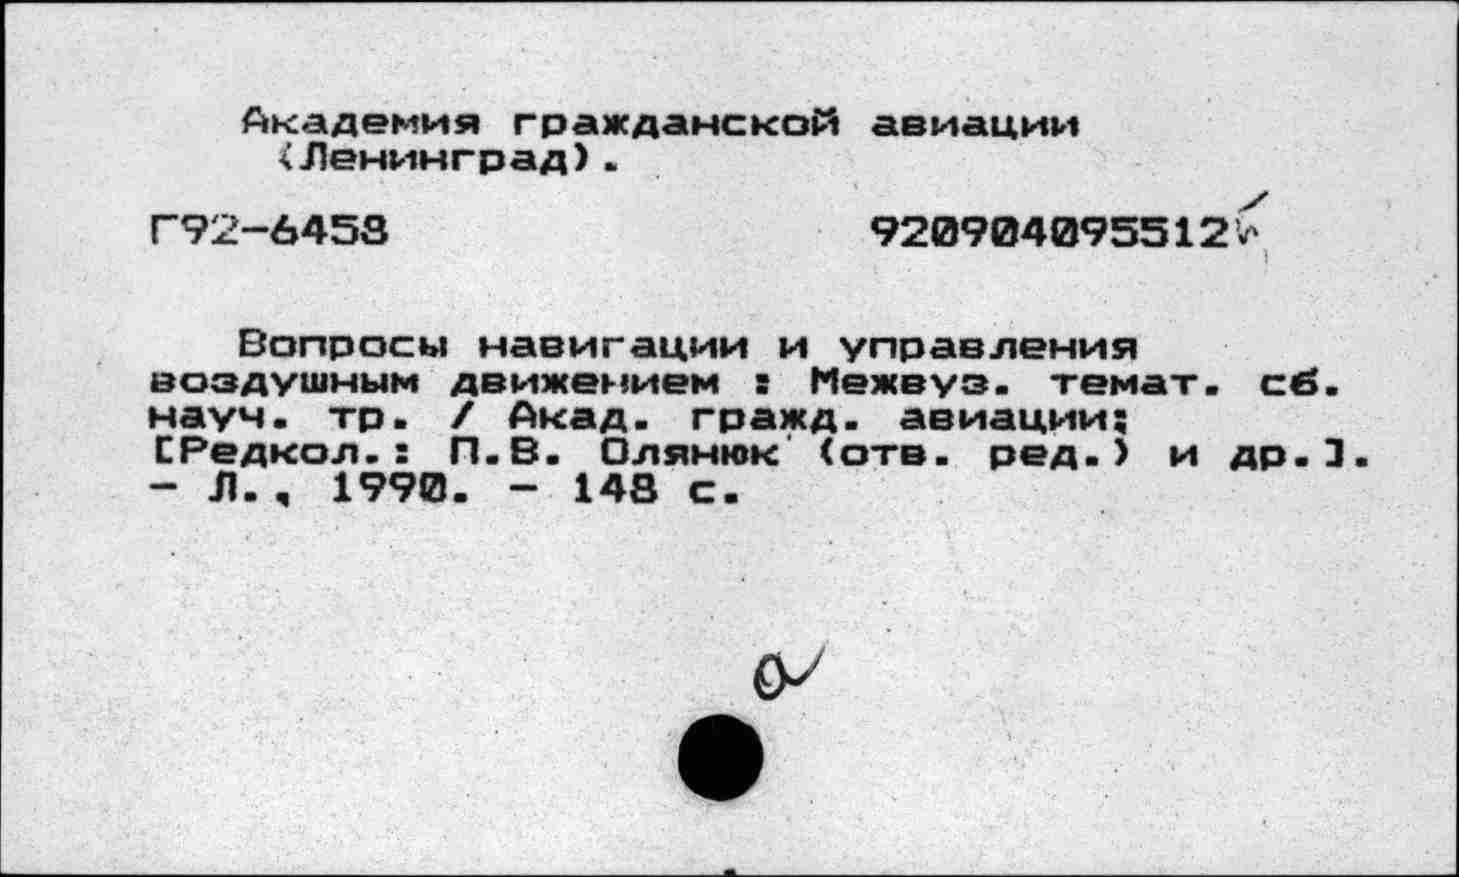 Академия гражданской авиации
(Ленинград).
Г92-6458 920904095512
Вопросы навигации и управления
воздушным движением : Межвуз. темат. сб.
науч. тр. / Акад. гражд. авиации;
[Редкол.: П.В. Олянюк (отв. ред.) и др.].
- Л., 1990. - 148 с.
а